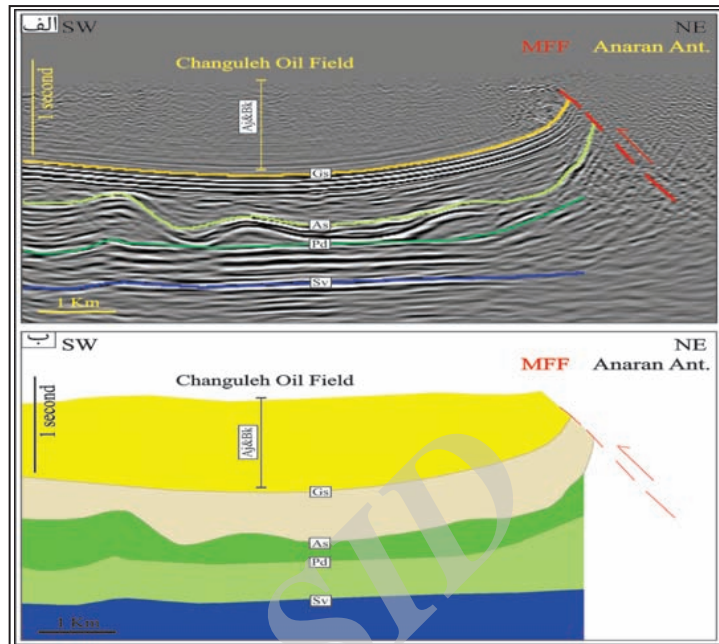 الف SW NE
MFF Anaran Ant.
Changuleh Oil Field
1 second
Aj&Bk
Gs
As
Pd
Sv
1 Km
ب SW NE
MFF Anaran Ant.
Changuleh Oil Field
1 second
Aj&Bk
Gs
As
Pd
Sv
1 Km
SID